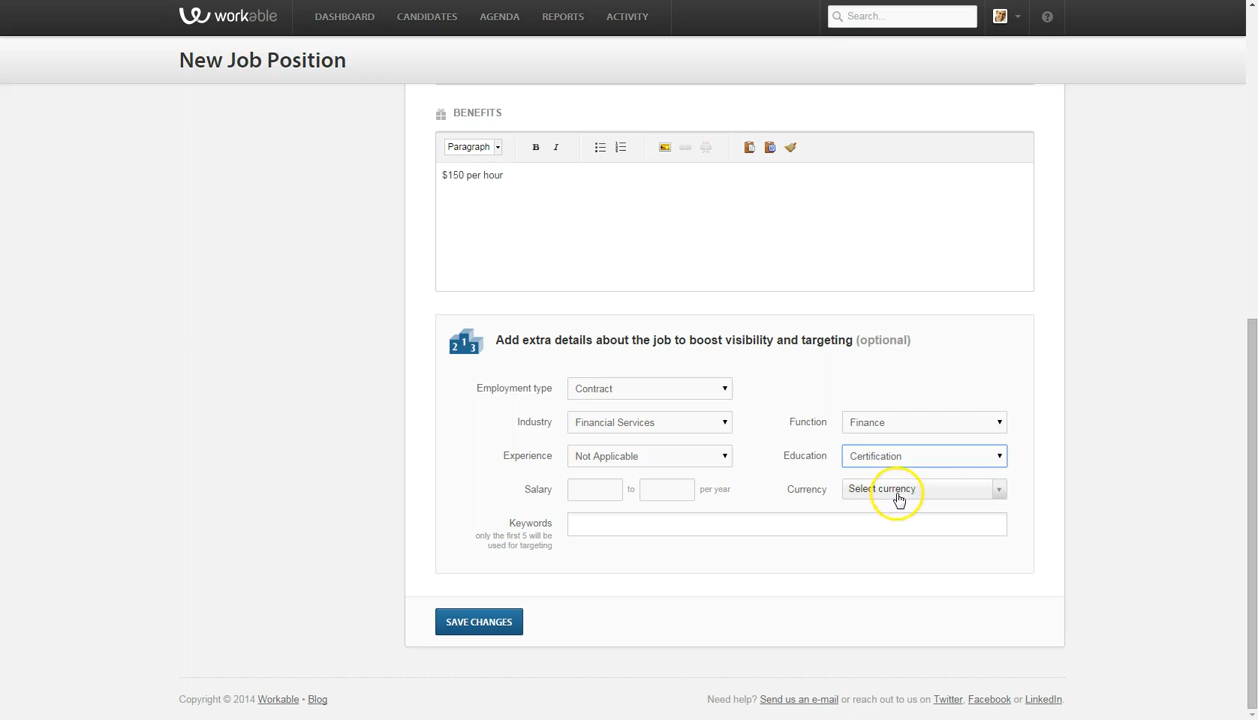 workable DASHBOARD CANDIDATES AGENDA REPORTS ACTIVITY Search... ?
New Job Position
BENEFITS
Paragraph B I
$150 per hour
1 2 3 Add extra details about the job to boost visibility and targeting (optional)
Employment type Contract
Industry Financial Services Function Finance
Experience Not Applicable Education Certification
Salary to per year Currency Select currency
Keywords
only the first 5 will be
used for targeting
SAVE CHANGES
Copyright © 2014 Workable • Blog Need help? Send us an e-mail or reach out to us on Twitter, Facebook or LinkedIn.